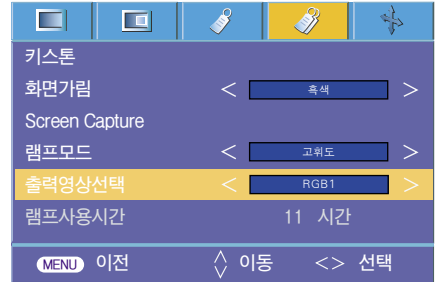 키스톤
화면가림 < 흑색 >
Screen Capture
램프모드 < 고휘도 >
출력영상선택 < RGB1 >
램프사용시간 11 시간
MENU 이전 이동 <> 선택